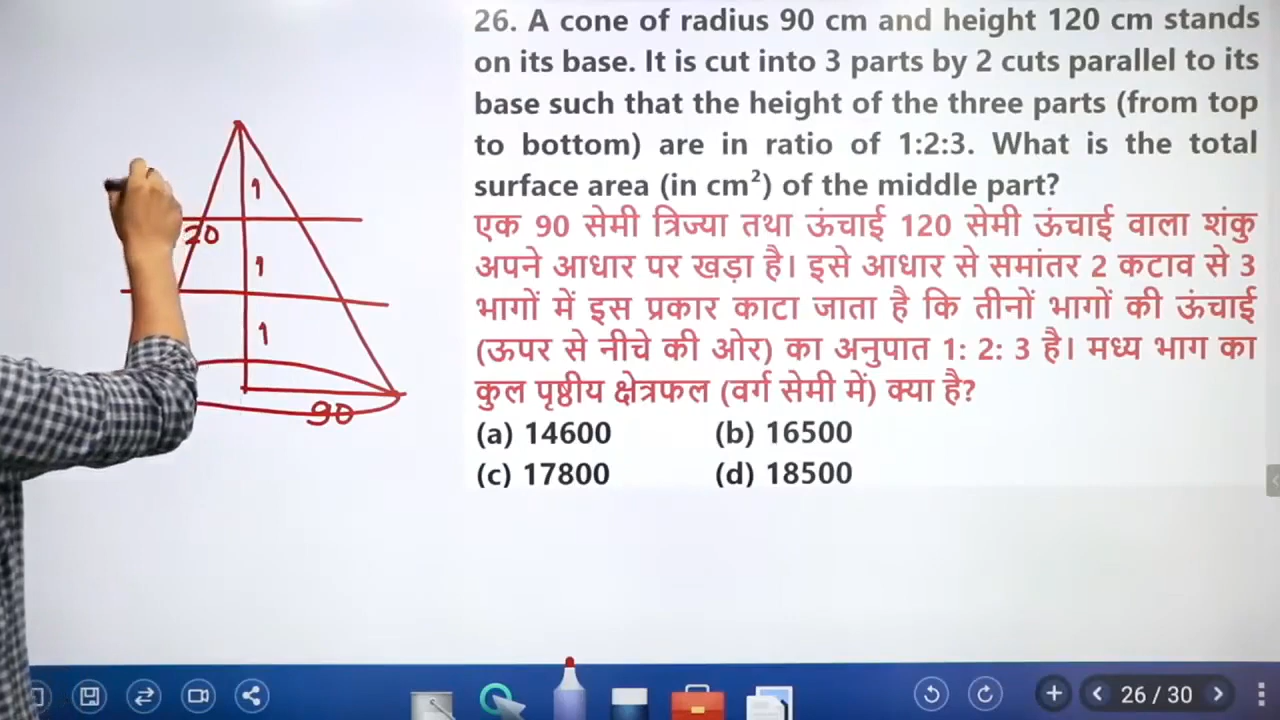 26. A cone of radius 90 cm and height 120 cm stands
on its base. It is cut into 3 parts by 2 cuts parallel to its
base such that the height of the three parts (from top
to bottom) are in ratio of 1:2:3. What is the total
surface area (in cm²) of the middle part?
एक 90 सेमी त्रिज्या तथा ऊंचाई 120 सेमी ऊंचाई वाला शंकु
अपने आधार पर खड़ा है। इसे आधार से समांतर 2 कटाव से 3
भागों में इस प्रकार काटा जाता है कि तीनों भागों की ऊंचाई
(ऊपर से नीचे की ओर) का अनुपात 1: 2: 3 है। मध्य भाग का
कुल पृष्ठीय क्षेत्रफल (वर्ग सेमी में) क्या है?
(a) 14600 (b) 16500
(c) 17800 (d) 18500
1
20
1
1
90
26 / 30